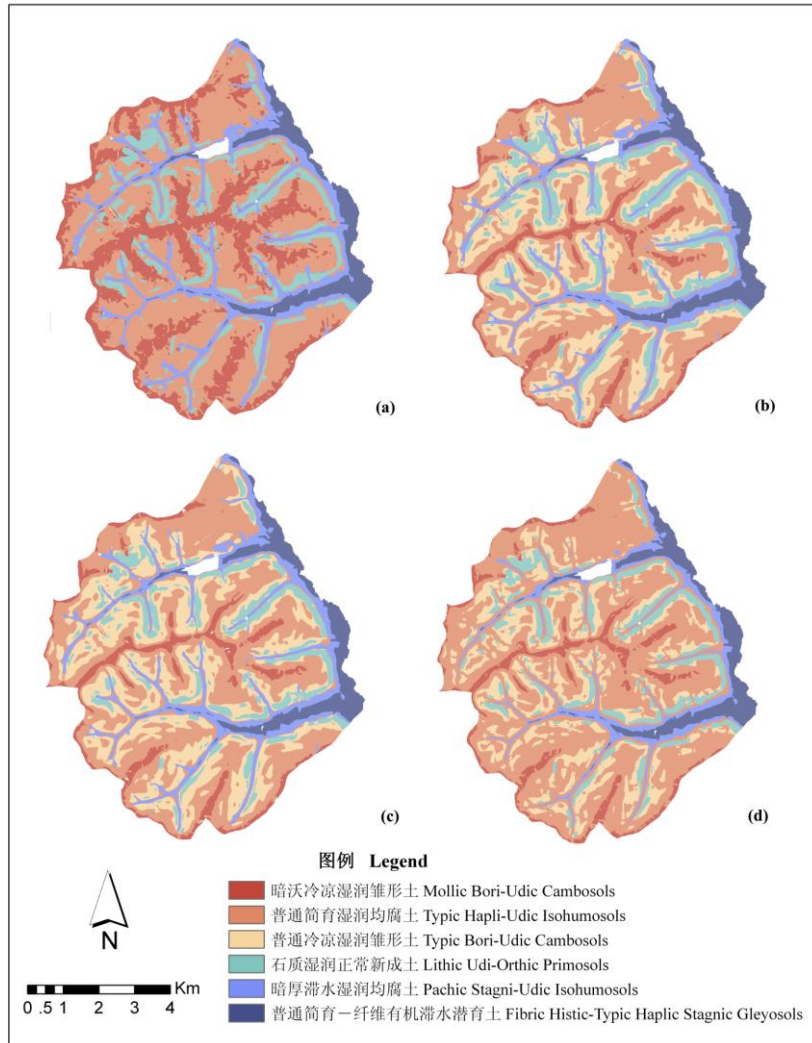 (a)
(b)
(c)
(d)
图例 Legend
暗沃冷凉湿润雏形土 Mollic Bori-Udic Cambosols
普通简育湿润均腐土 Typic Hapli-Udic Isohumosols
普通冷凉湿润雏形土 Typic Bori-Udic Cambosols
石质湿润正常新成土 Lithic Udi-Orthic Primosols
暗厚滞水湿润均腐土 Pachic Stagni-Udic Isohumosols
普通简育－纤维有机滞水潜育土 Fibric Histic-Typic Haplic Stagnic Gleyosols
N
Km
0 .5 1 2 3 4